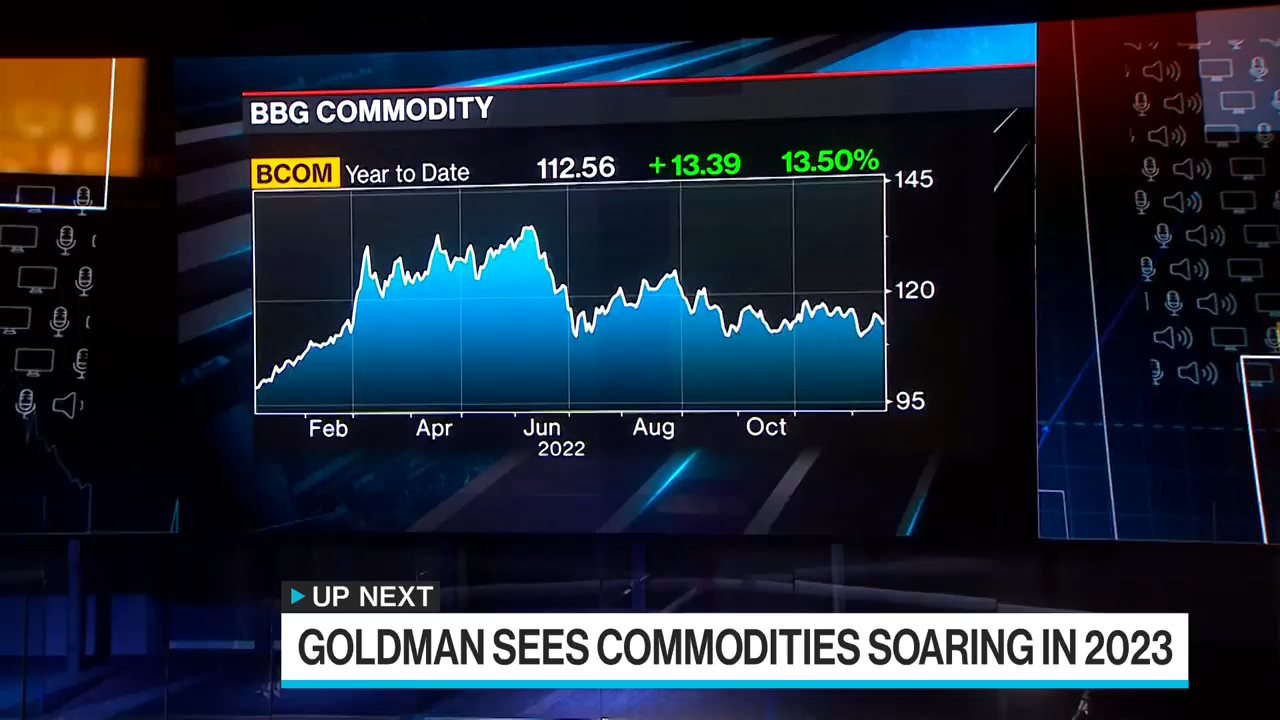 BBG COMMODITY
BCOM Year to Date 112.56 +13.39 13.50%
145
120
95
Feb Apr Jun Aug Oct
2022
UP NEXT
GOLDMAN SEES COMMODITIES SOARING IN 2023